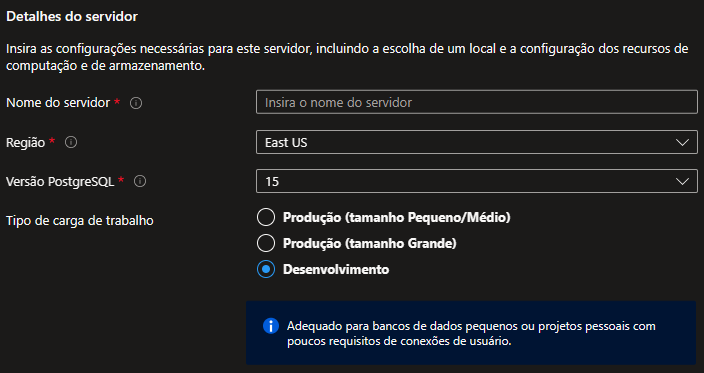 Detalhes do servidor
Insira as configurações necessárias para este servidor, incluindo a escolha de um local e a configuração dos recursos de
computação e de armazenamento.
Nome do servidor *
Insira o nome do servidor
Região *
East US
Versão PostgreSQL *
15
Tipo de carga de trabalho
Produção (tamanho Pequeno/Médio)
Produção (tamanho Grande)
Desenvolvimento
Adequado para bancos de dados pequenos ou projetos pessoais com
poucos requisitos de conexões de usuário.